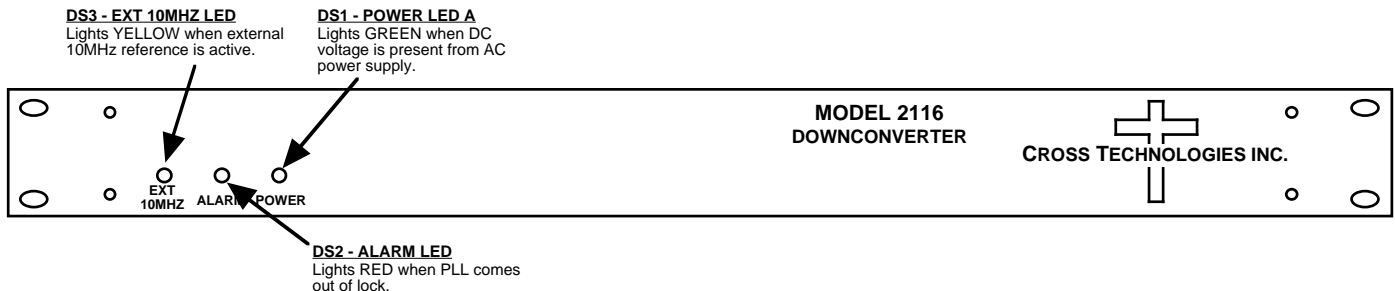 DS3 - EXT 10MHZ LED
Lights YELLOW when external
10MHz reference is active.
DS1 - POWER LED A
Lights GREEN when DC
voltage is present from AC
power supply.
MODEL 2116
DOWNCONVERTER
CROSS TECHNOLOGIES INC.
EXT
10MHZ
ALARM
POWER
DS2 - ALARM LED
Lights RED when PLL comes
out of lock.